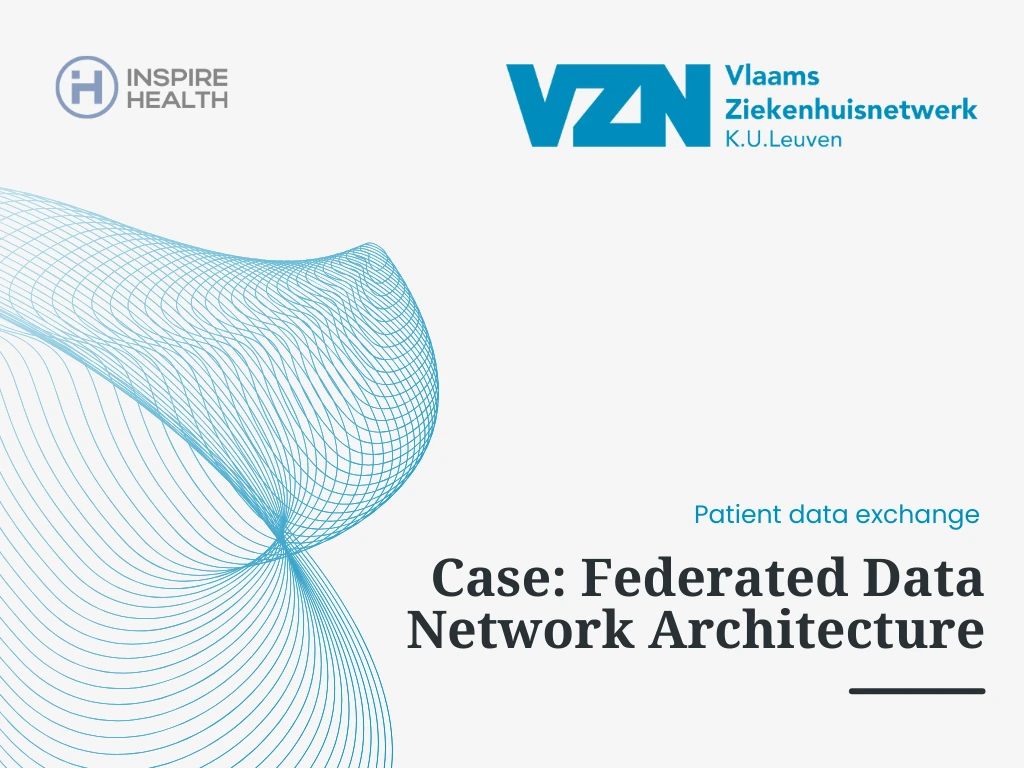 INSPIRE
HEALTH
VZN
Vlaams
Ziekenhuisnetwerk
K.U.Leuven
Patient data exchange
Case: Federated Data
Network Architecture